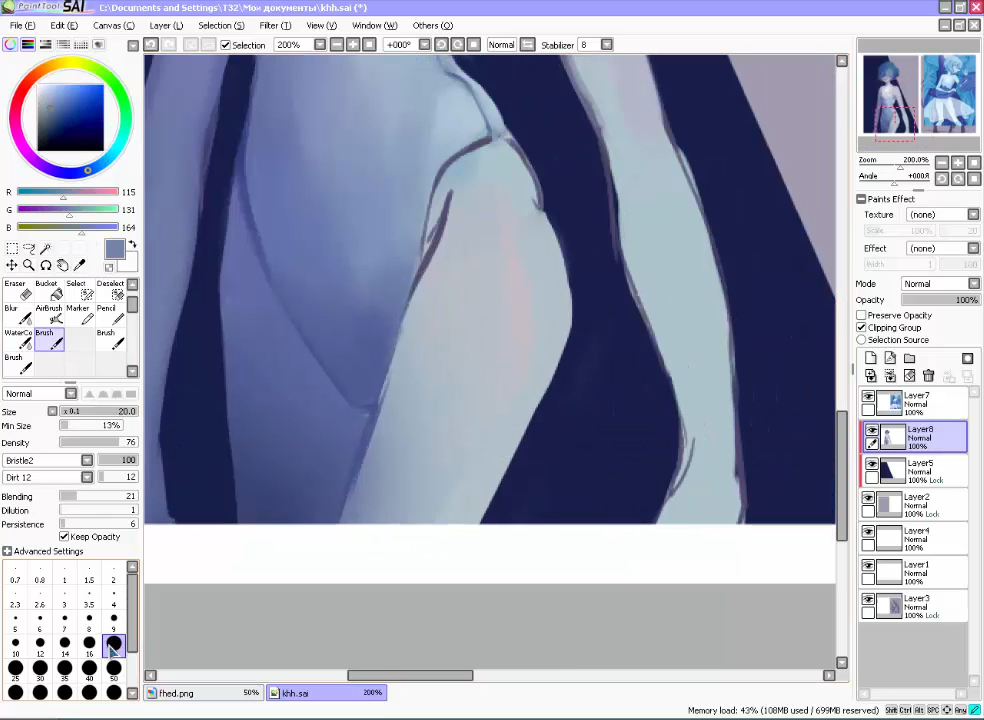 PaintTool SAI C:\Documents and Settings\T32\Мои документы\khh.sai (*)
File (F) Edit (E) Canvas (C) Layer (L) Selection (S) Filter (T) View (V) Window (W) Others (O)
Selection 200% +000° Normal Stabilizer 8
Zoom 200.0%
Angle +000я
Paints Effect
Texture (none)
Scale 100% 20
Effect (none)
Width 1 100
Mode Normal
Opacity 100%
Preserve Opacity
Clipping Group
Selection Source
R 115
G 131
B 164
Eraser Bucket Select Deselect
Blur AirBrush Marker Pencil
WaterCo Brush Brush
Brush
Normal
Size x 0.1 20.0
Min Size 13%
Density 76
Bristle2 100
Dirt 12 12
Blending 21
Dilution 1
Persistence 6
Keep Opacity
Advanced Settings
0.7 0.8 1 1.5 2
2.3 2.6 3 3.5 4
5 6 7 8 9
10 12 14 16
25 30 35 40 50
Layer7
Normal
100%
Layer8
Normal
100%
Layer5
Normal
100% Lock
Layer2
Normal
100% Lock
Layer4
Normal
100%
Layer1
Normal
100%
Layer3
Normal
100% Lock
fhed.png 50% khh.sai 200%
Memory load: 43% (108MB used / 699MB reserved) Shift Ctrl Alt SPC Any